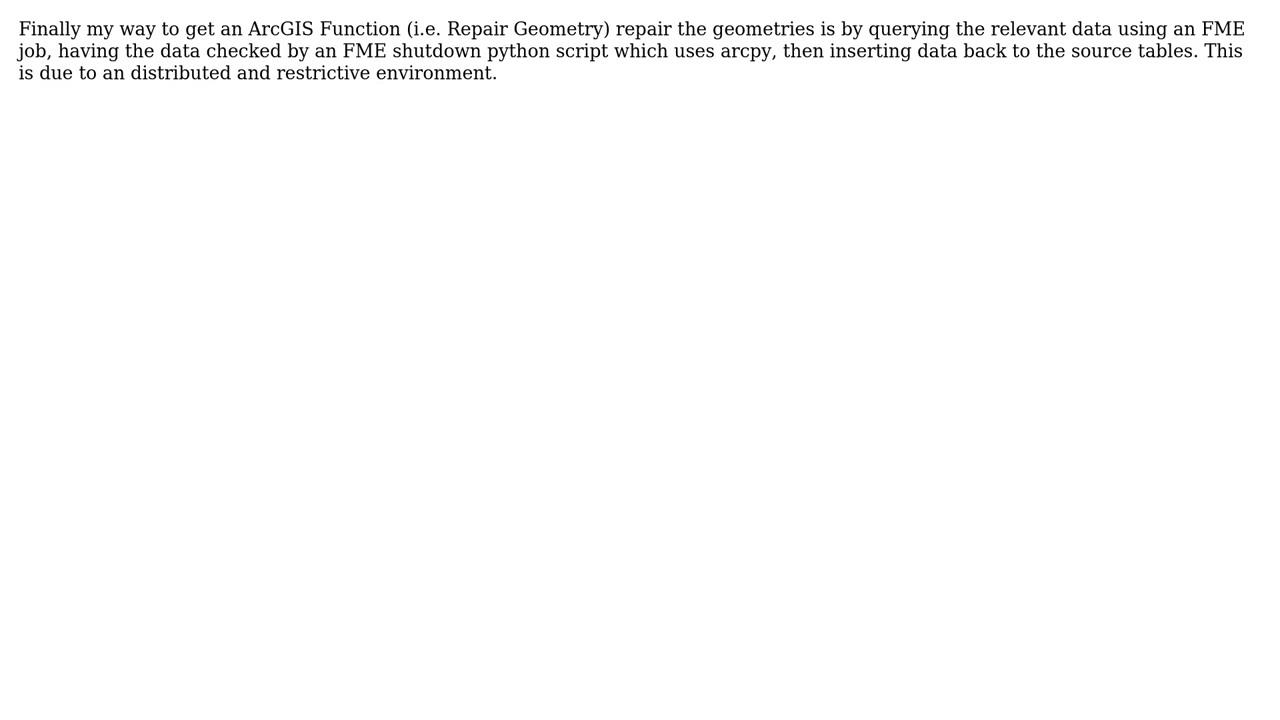 Finally my way to get an ArcGIS Function (i.e. Repair Geometry) repair the geometries is by querying the relevant data using an FME
job, having the data checked by an FME shutdown python script which uses arcpy, then inserting data back to the source tables. This
is due to an distributed and restrictive environment.